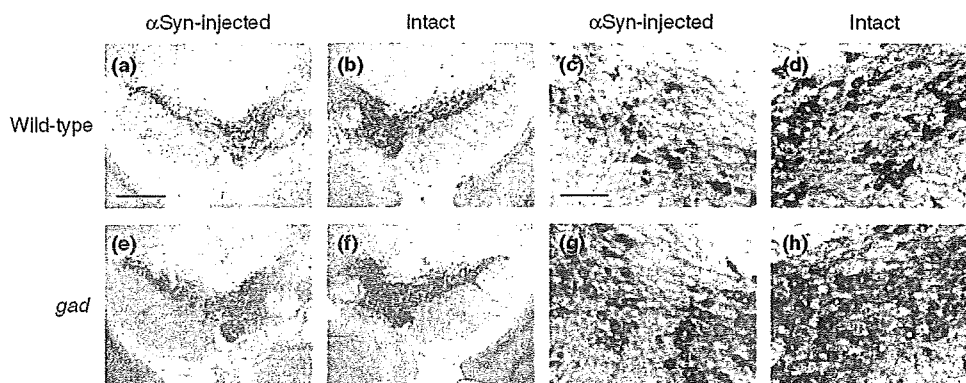 αSyn-injected Intact αSyn-injected Intact
Wild-type
(a) (b) (c) (d)
gad
(e) (f) (g) (h)